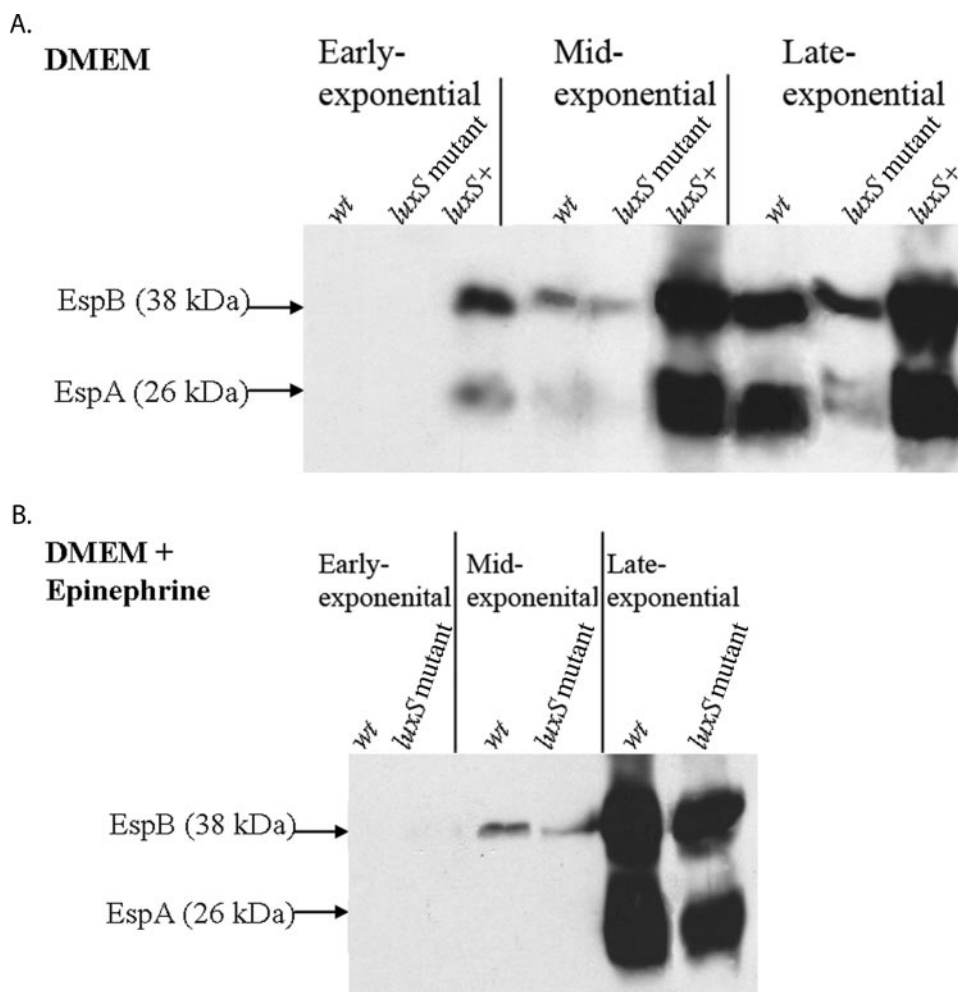 A.
DMEM
Early-
exponential
Mid-
exponential
Late-
exponential
wt
luxS mutant
luxS+
wt
luxS mutant
luxS+
wt
luxS mutant
luxS+
EspB (38 kDa)
EspA (26 kDa)
B.
DMEM +
Epinephrine
Early-
exponenital
Mid-
exponenital
Late-
exponential
wt
luxS mutant
wt
luxS mutant
wt
luxS mutant
EspB (38 kDa)
EspA (26 kDa)